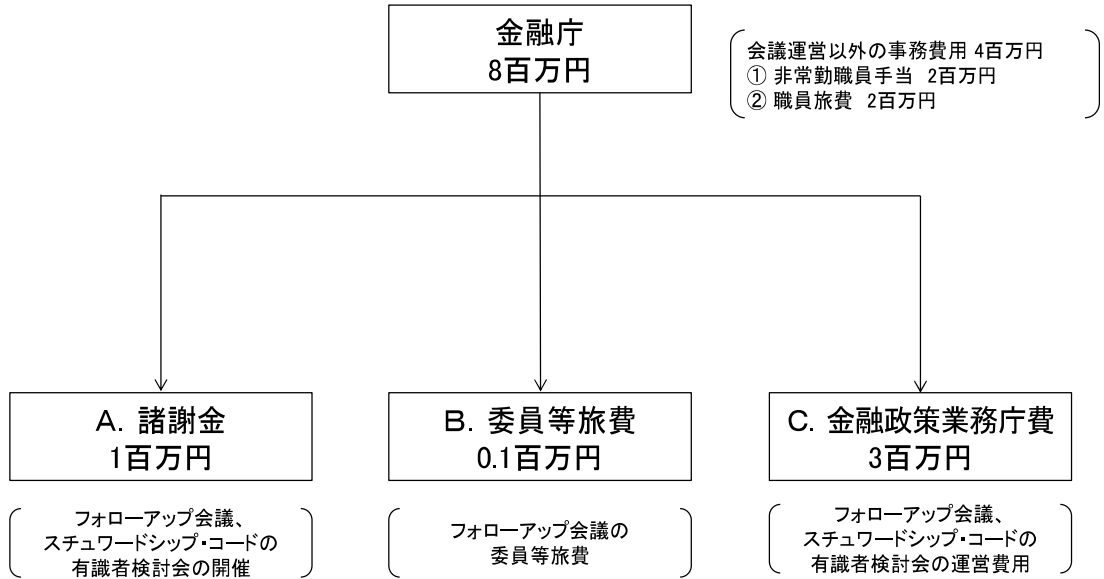 金融庁
8百万円
会議運営以外の事務費用 4百万円
① 非常勤職員手当 2百万円
② 職員旅費 2百万円
A. 諸謝金
1百万円
フォローアップ会議、
スチュワードシップ・コードの
有識者検討会の開催
B. 委員等旅費
0.1百万円
フォローアップ会議の
委員等旅費
C. 金融政策業務庁費
3百万円
フォローアップ会議、
スチュワードシップ・コードの
有識者検討会の運営費用